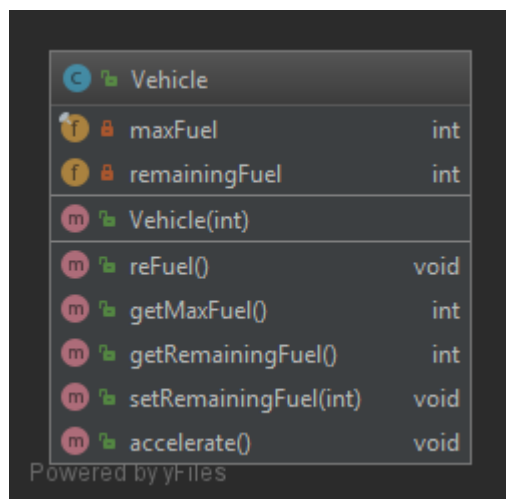 C Vehicle
f maxFuel int
f remainingFuel int
m Vehicle(int)
m reFuel() void
m getMaxFuel() int
m getRemainingFuel() int
m setRemainingFuel(int) void
m accelerate() void
Powered by yFiles